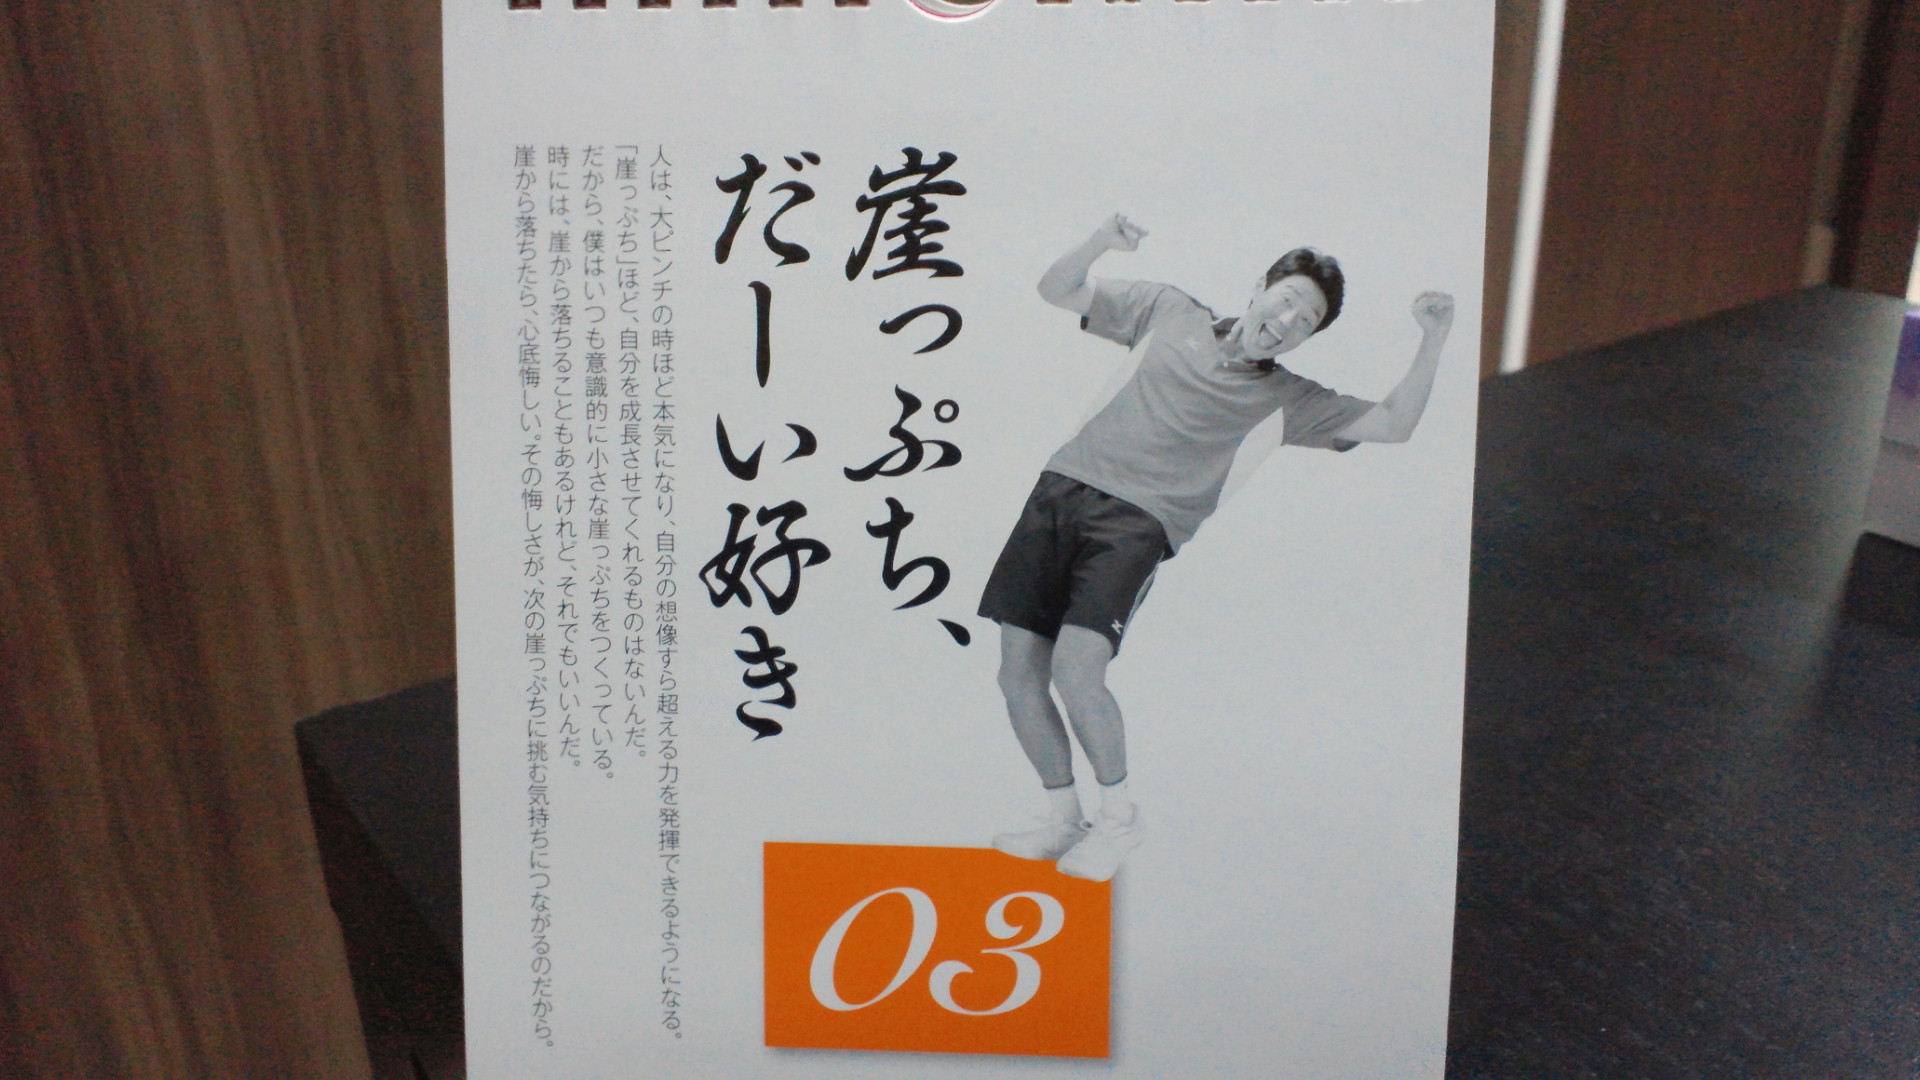 崖っぷち、
だーい好き
人は、大ピンチの時ほど本気になり、自分の想像すら超える力を発揮できるようになる。
「崖っぷち」ほど、自分を成長させてくれるものはないんだ。
だから、僕はいつも意識的に小さな崖っぷちをつくっている。
時には、崖から落ちることもあるけれど、それでもいいんだ。
崖から落ちたら、心底悔しい。その悔しさが、次の崖っぷちに挑む気持ちにつながるのだから。
03